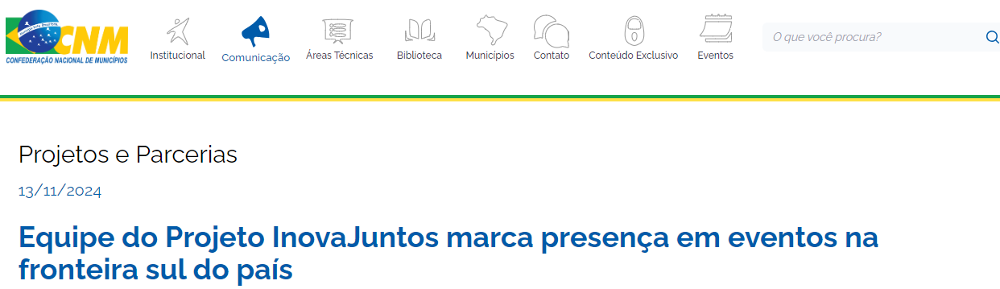 CNM
CONFEDERAÇÃO NACIONAL DE MUNICÍPIOS
Institucional
Comunicação
Áreas Técnicas
Biblioteca
Municípios
Contato
Conteúdo Exclusivo
Eventos
O que você procura?
Projetos e Parcerias
13/11/2024
Equipe do Projeto InovaJuntos marca presença em eventos na
fronteira sul do país